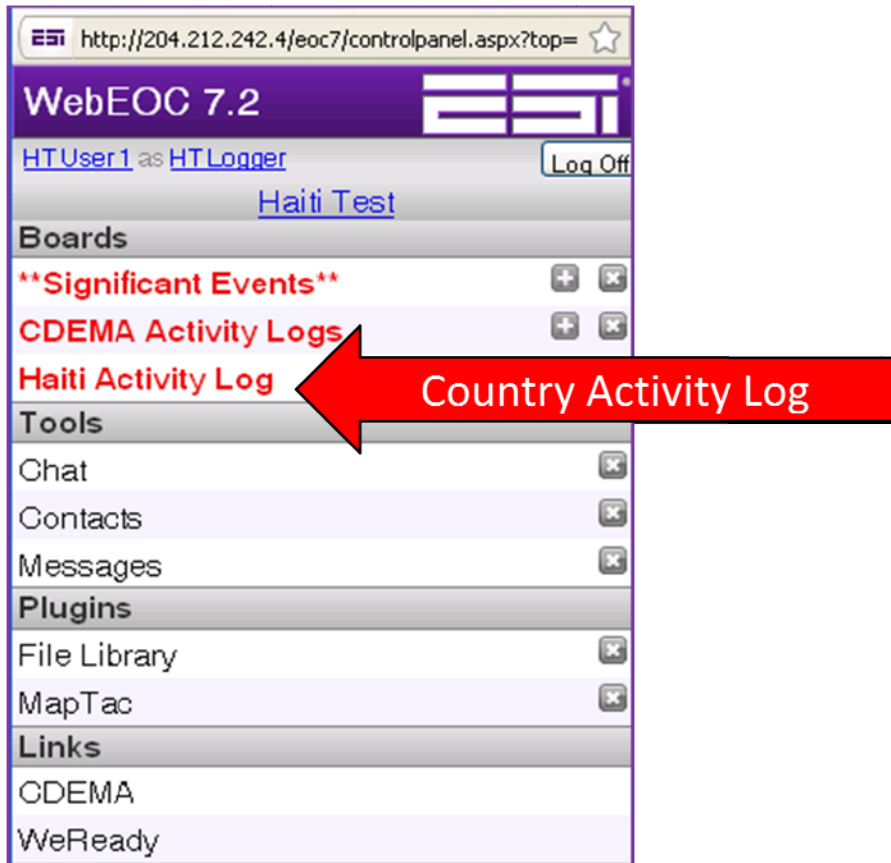 ESi http://204.212.242.4/eoc7/controlpanel.aspx?top=
WebEOC 7.2 ESi
HTUser1 as HTLogger Log Off
Haiti Test
Boards
**Significant Events**
CDEMA Activity Logs
Haiti Activity Log Country Activity Log
Tools
Chat
Contacts
Messages
Plugins
File Library
MapTac
Links
CDEMA
WeReady